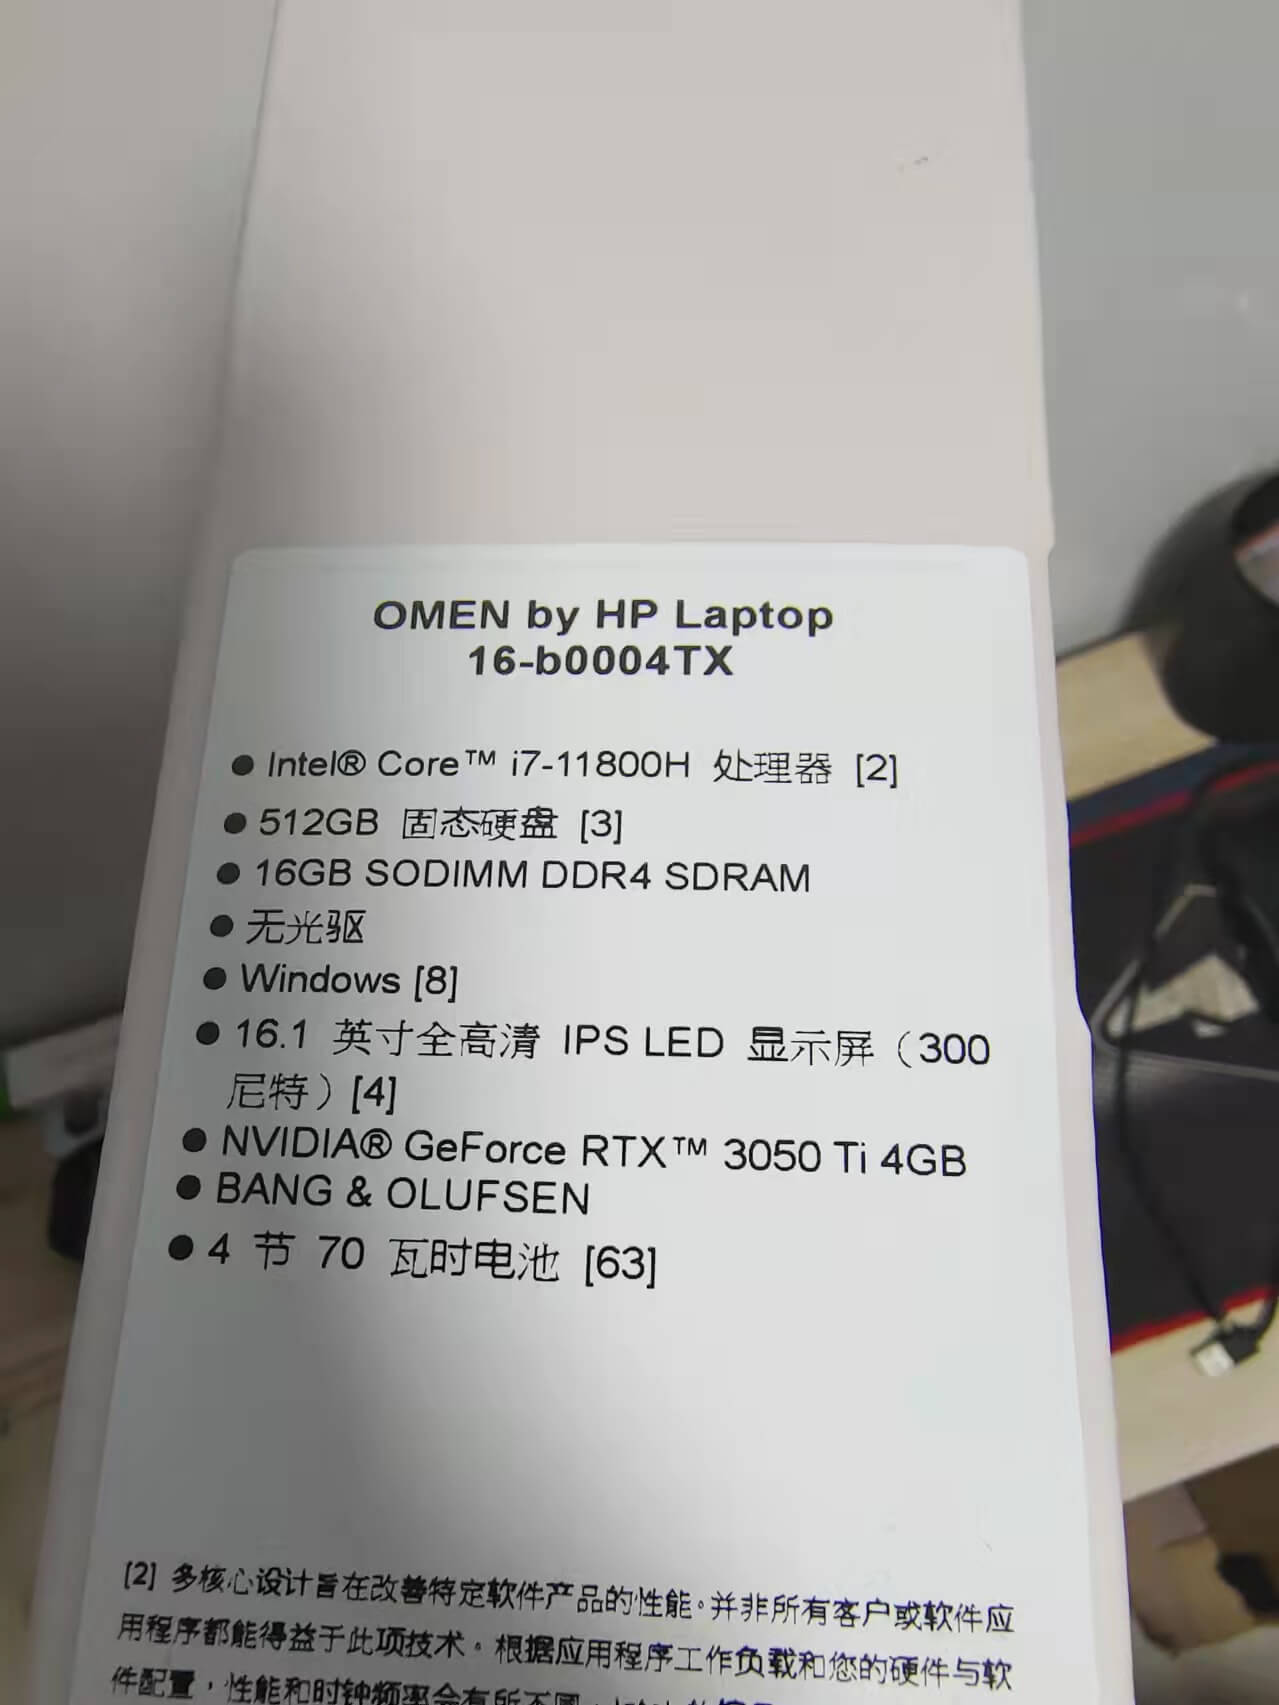 OMEN by HP Laptop
16-b0004TX
● Intel® Core™ i7-11800H 处理器 [2]
● 512GB 固态硬盘 [3]
● 16GB SODIMM DDR4 SDRAM
● 无光驱
● Windows [8]
● 16.1 英寸全高清 IPS LED 显示屏（300
尼特）[4]
● NVIDIA® GeForce RTX™ 3050 Ti 4GB
● BANG & OLUFSEN
● 4 节 70 瓦时电池 [63]
[2] 多核心设计旨在改善特定软件产品的性能。并非所有客户或软件应
用程序都能得益于此项技术。根据应用程序工作负载和您的硬件与软
件配置，性能和时钟频率会有所不同